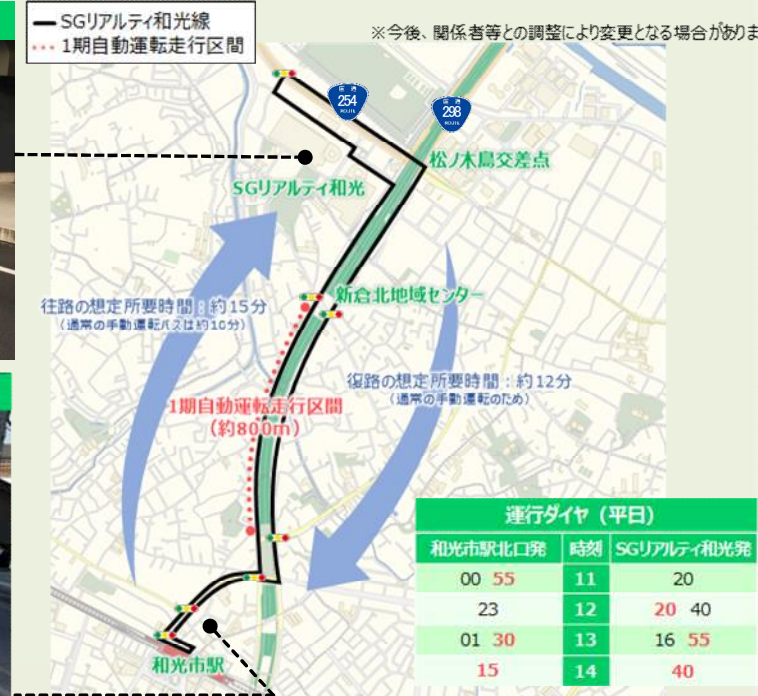 SGリアルティ和光線
1期自動運転走行区間
※今後、関係者等との調整により変更となる場合がありま
国道
254
ROUTE
国道
298
ROUTE
松ノ木島交差点
SGリアルティ和光
新倉北地域センター
往路の想定所要時間：約15分
（通常の手動運転バスは約10分）
復路の想定所要時間：約12分
（通常の手動運転のため）
1期自動運転走行区間
（約800m）
和光市駅
運行ダイヤ（平日）
和光市駅北口発 時刻 SGリアルティ和光発
00 55 11 20
23 12 20 40
01 30 13 16 55
15 14 40